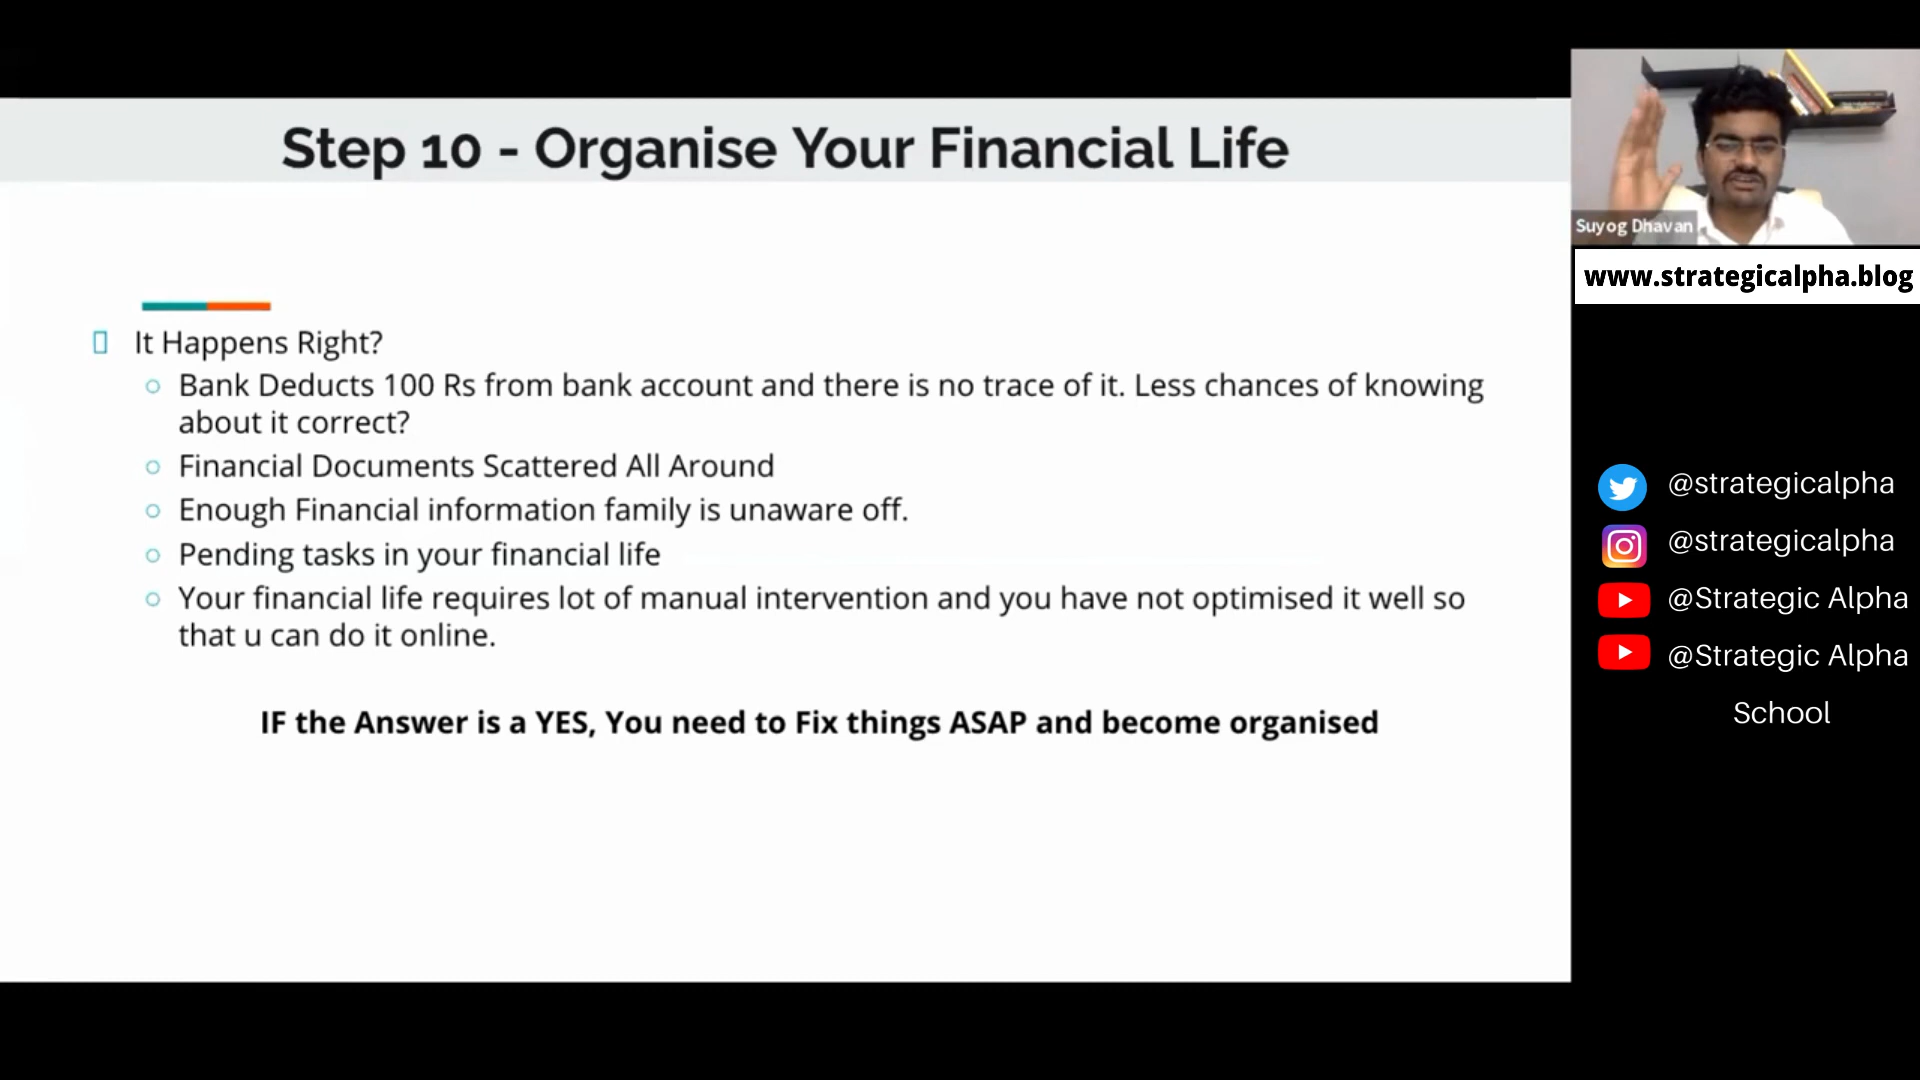 Step 10 - Organise Your Financial Life
It Happens Right?
Bank Deducts 100 Rs from bank account and there is no trace of it. Less chances of knowing
about it correct?
Financial Documents Scattered All Around
Enough Financial information family is unaware off.
Pending tasks in your financial life
Your financial life requires lot of manual intervention and you have not optimised it well so
that u can do it online.
IF the Answer is a YES, You need to Fix things ASAP and become organised
Suyog Dhavan
www.strategicalpha.blog
@strategicalpha
@strategicalpha
@Strategic Alpha
@Strategic Alpha
School